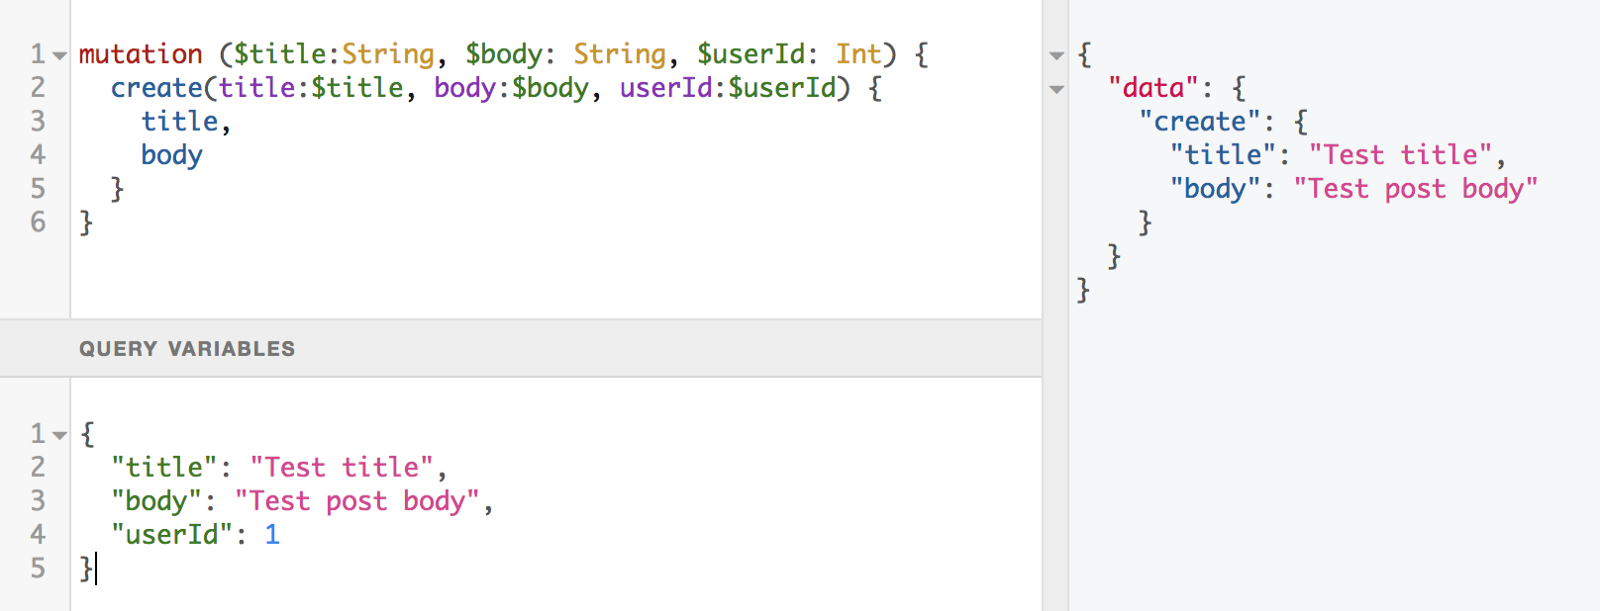 1 mutation ($title:String, $body: String, $userId: Int) {
2   create(title:$title, body:$body, userId:$userId) {
3     title,
4     body
5   }
6 }
QUERY VARIABLES
1 {
2   "title": "Test title",
3   "body": "Test post body",
4   "userId": 1
5 }
{
  "data": {
    "create": {
      "title": "Test title",
      "body": "Test post body"
    }
  }
}